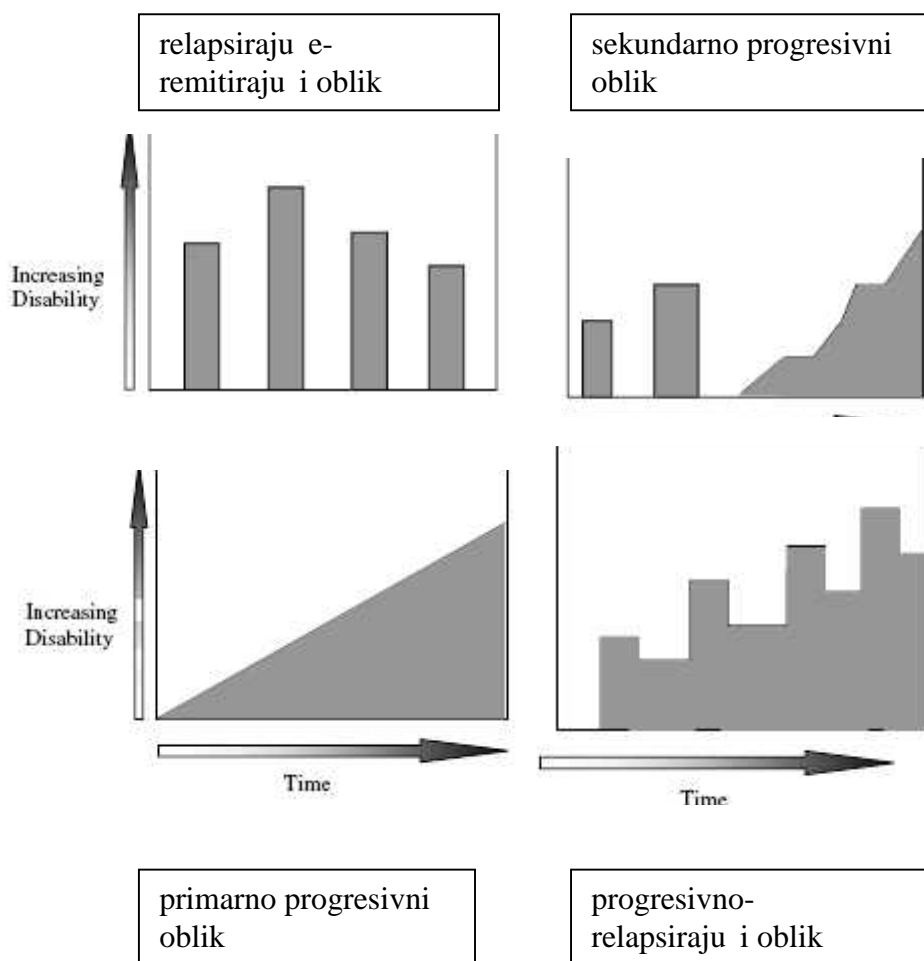 relapsiraju e-
remitiraju i oblik
sekundarno progresivni
oblik
Increasing
Disability
Increasing
Disability
Time
Time
primarno progresivni
oblik
progresivno-
relapsiraju i oblik